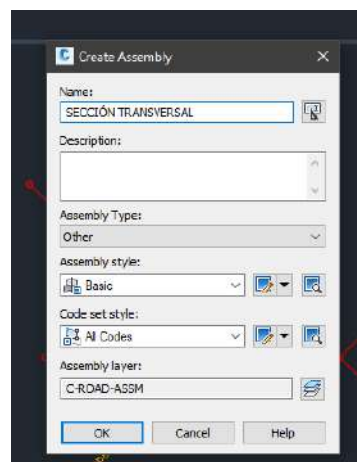 Create Assembly
Name:
SECCIÓN TRANSVERSAL
Description:
Assembly Type:
Other
Assembly style:
Basic
Code set style:
All Codes
Assembly layer:
C-ROAD-ASSM
OK Cancel Help